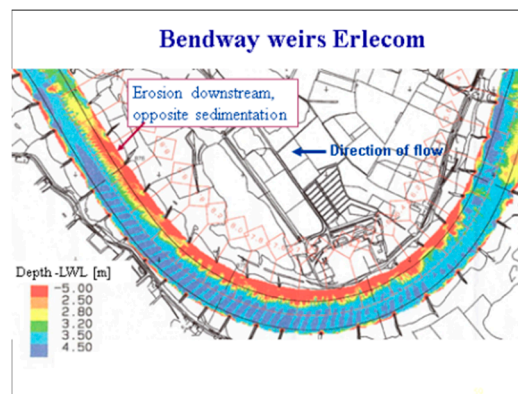 Bendway weirs Erlecom
Erosion downstream,
opposite sedimentation
Direction of flow
Depth -LWL [m]
-5.00
2.50
2.80
3.20
3.50
4.50